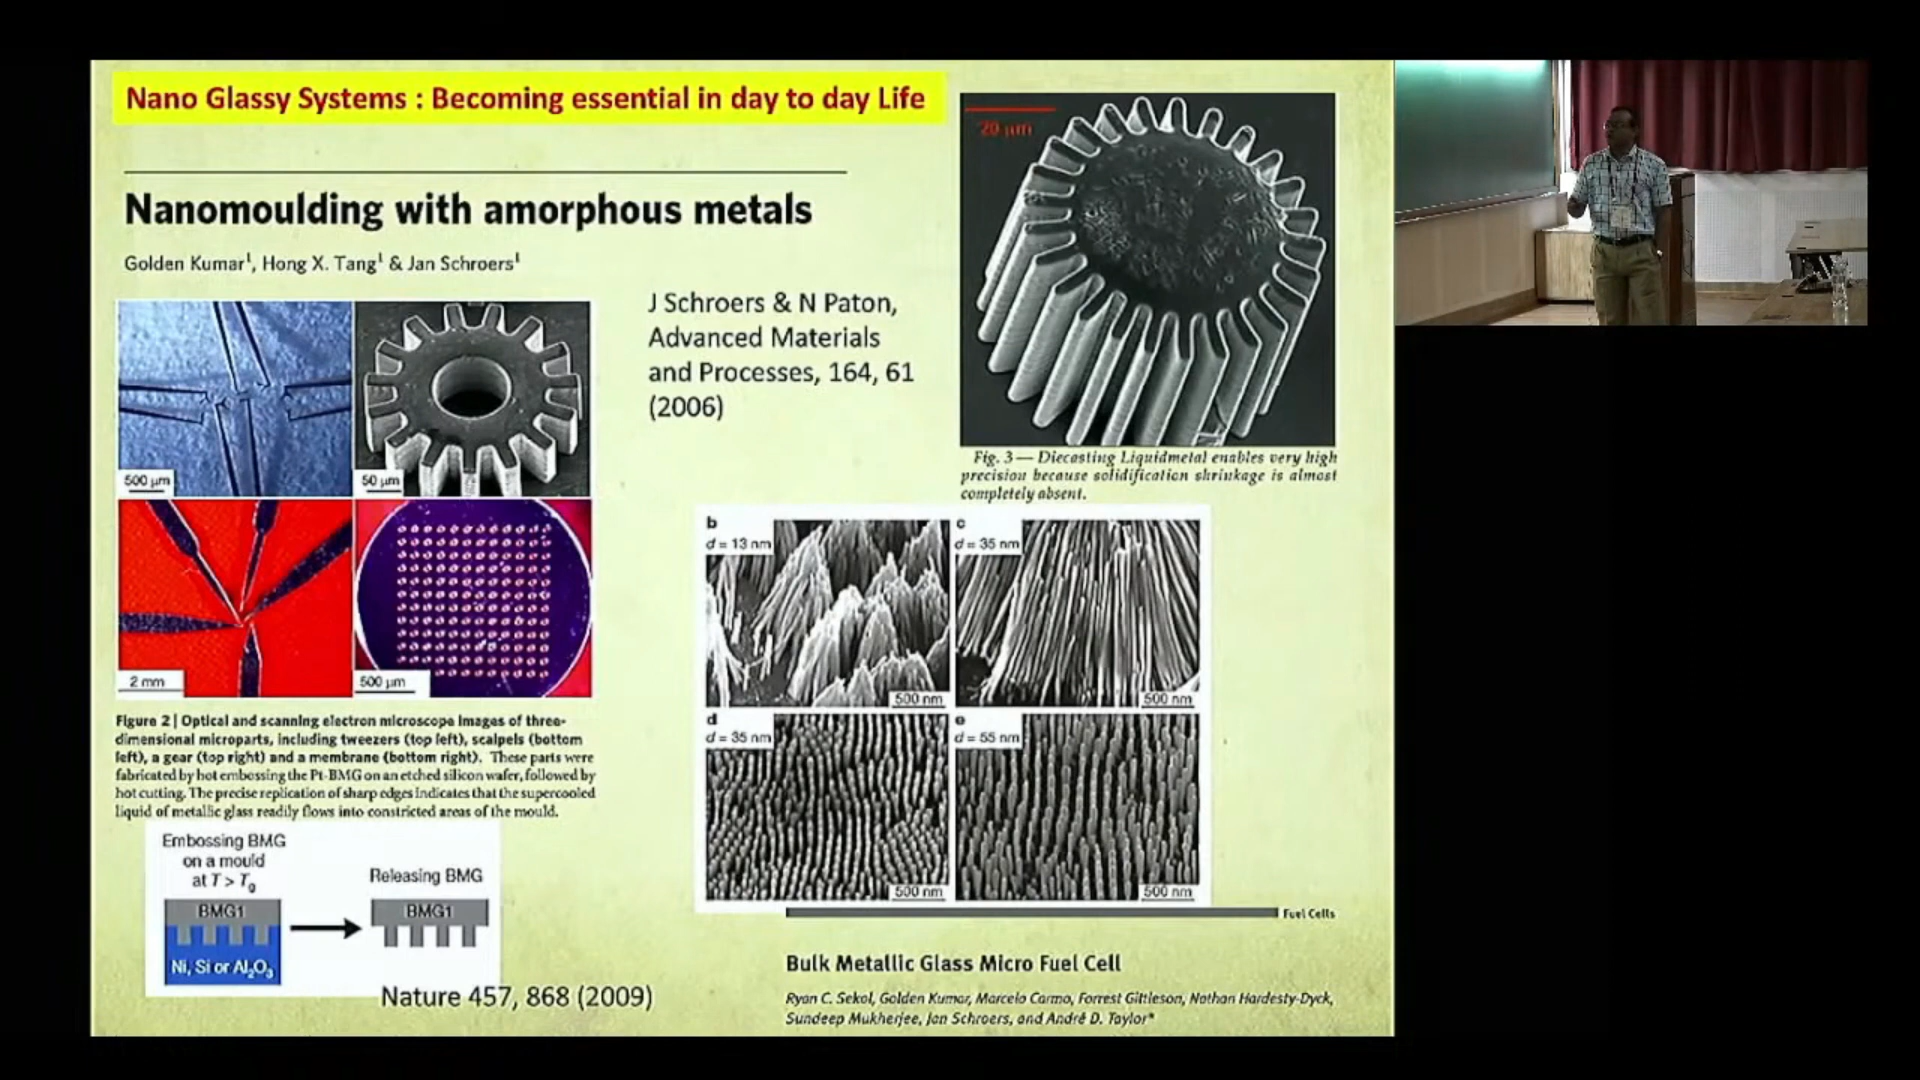 Nano Glassy Systems : Becoming essential in day to day Life
Nanomoulding with amorphous metals
Golden Kumar¹, Hong X. Tang¹ & Jan Schroers¹
500 µm
50 µm
2 mm
500 µm
Figure 2 | Optical and scanning electron microscope images of three-
dimensional microparts, including tweezers (top left), scalpels (bottom
left), a gear (top right) and a membrane (bottom right). These parts were
fabricated by hot embossing the Pt-BMG on an etched silicon wafer, followed by
hot cutting. The precise replication of sharp edges indicates that the supercooled
liquid of metallic glass readily flows into constricted areas of the mould.
Embossing BMG
on a mould
at T > Tg
BMG1
Ni, Si or Al₂O₃
Releasing BMG
BMG1
Nature 457, 868 (2009)
J Schroers & N Paton,
Advanced Materials
and Processes, 164, 61
(2006)
20 µm
Fig. 3 — Diecasting Liquidmetal enables very high
precision because solidification shrinkage is almost
completely absent.
b
d = 13 nm
500 nm
c
d = 35 nm
500 nm
d
d = 35 nm
500 nm
e
d = 55 nm
500 nm
Fuel Cells
Bulk Metallic Glass Micro Fuel Cell
Ryan C. Sekol, Golden Kumar, Marcelo Carmo, Forrest Gittleson, Nathan Hardesty-Dyck,
Sundeep Mukherjee, Jan Schroers, and André D. Taylor*